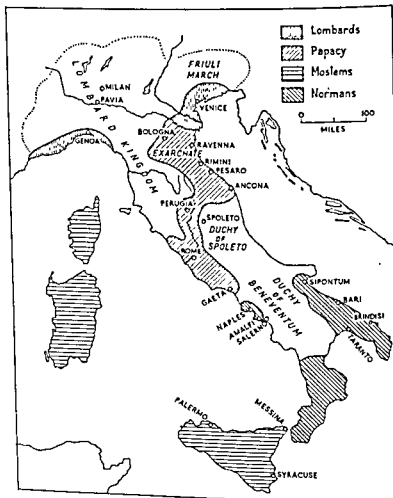 Lombards
Papacy
Moslems
Normans
0 100
MILES
LOMBARD KINGDOM
FRIULI
MARCH
MILAN
PAVIA
VENICE
GENOA
BOLOGNA
EXARCHATE
RAVENNA
RIMINI
PESARO
ANCONA
PERUGIA
SPOLETO
DUCHY
OF
SPOLETO
ROME
GAETA
DUCHY
OF
BENEVENTUM
NAPLES
AMALFI
SALERNO
SIPONTUM
BARI
BRINDISI
TARANTO
PALERMO
MESSINA
SYRACUSE